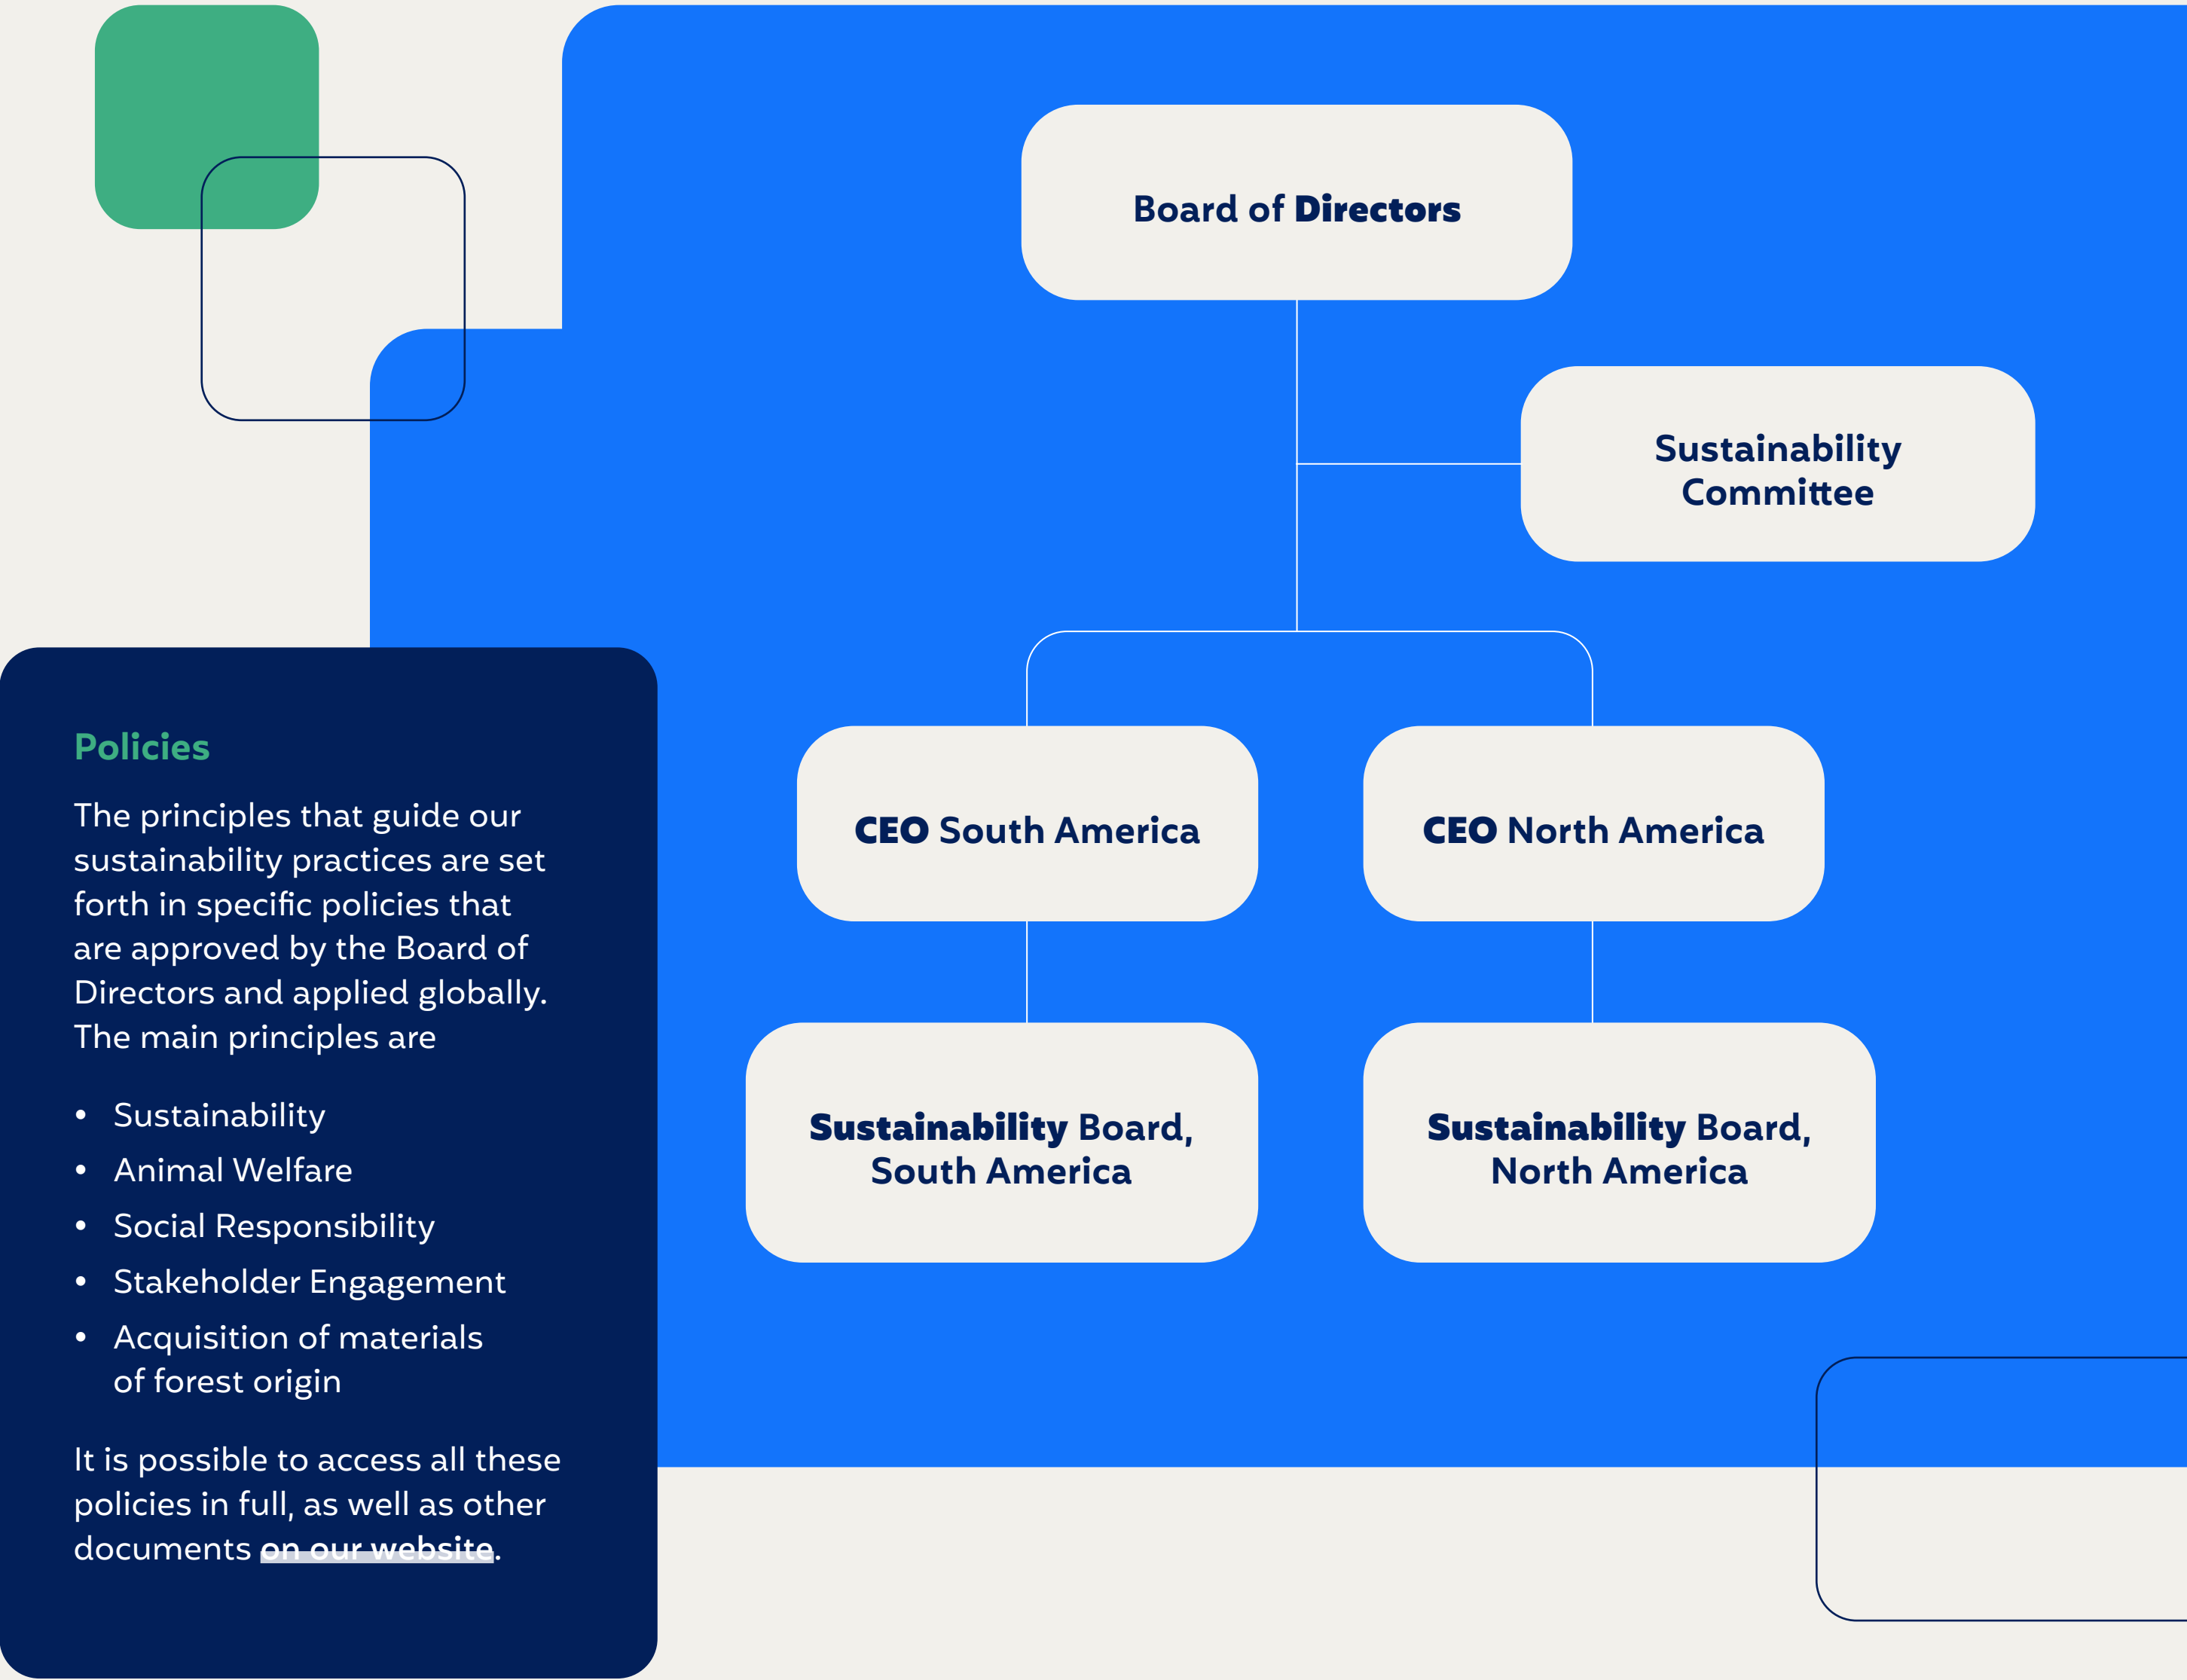 Board of Directors
Sustainability
Committee
CEO South America
CEO North America
Sustainability Board,
South America
Sustainability Board,
North America
Policies
The principles that guide our
sustainability practices are set
forth in specific policies that
are approved by the Board of
Directors and applied globally.
The main principles are
• Sustainability
• Animal Welfare
• Social Responsibility
• Stakeholder Engagement
• Acquisition of materials
of forest origin
It is possible to access all these
policies in full, as well as other
documents on our website.